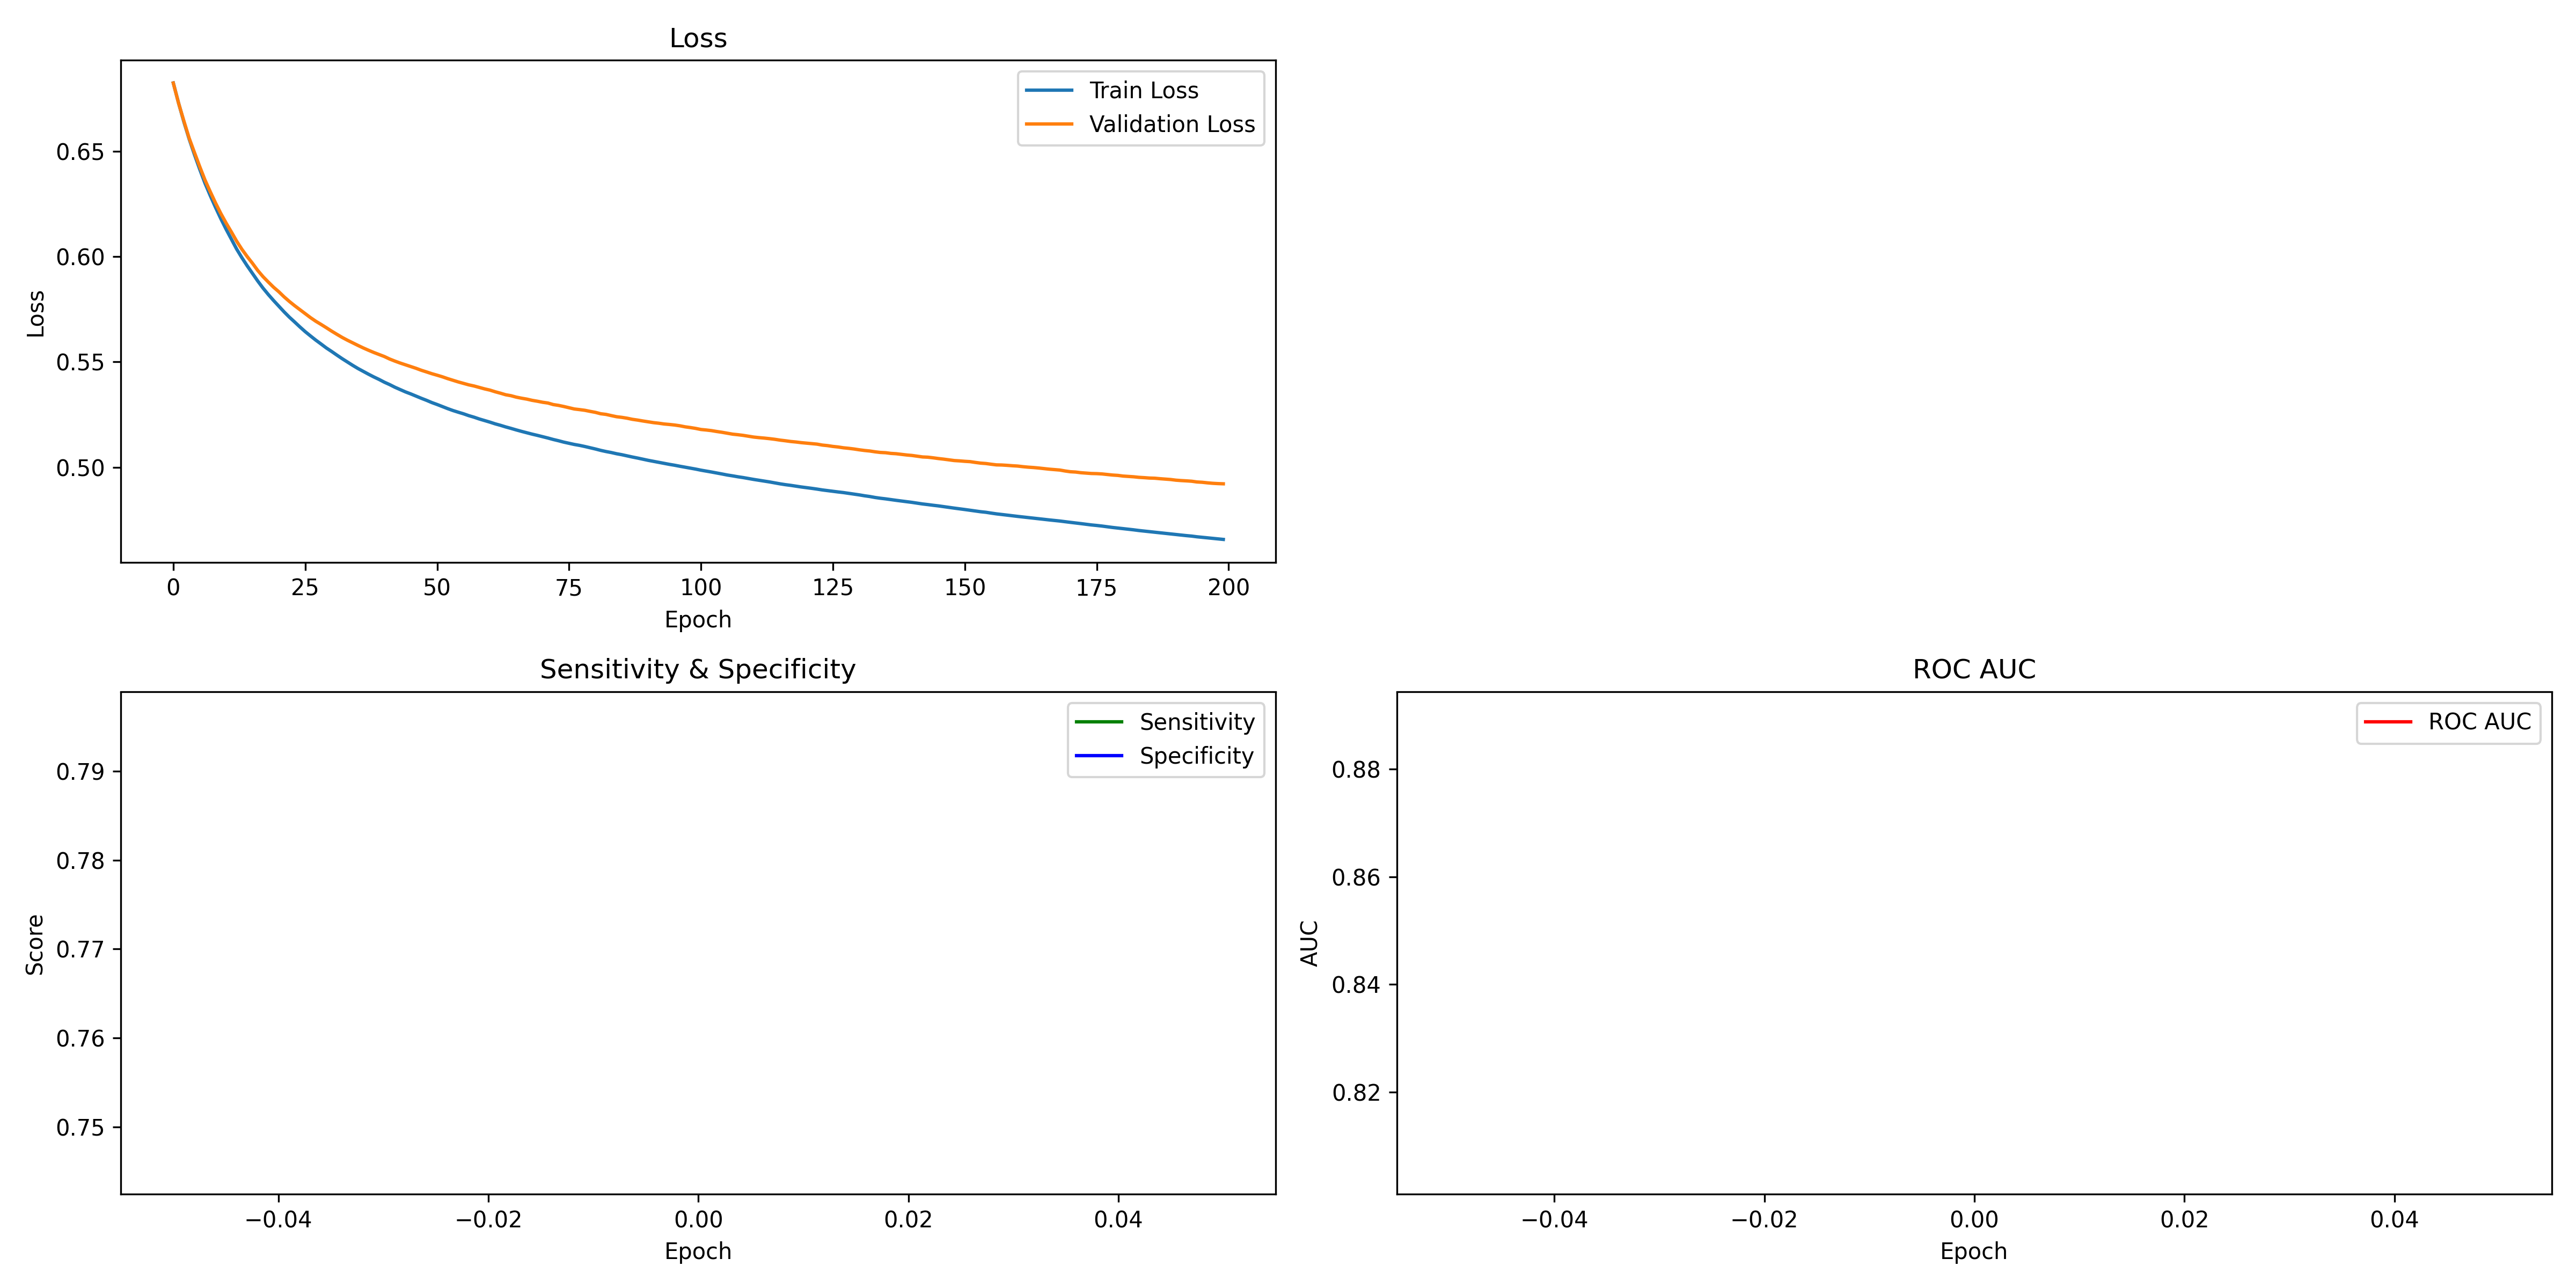 Loss
Train Loss
Validation Loss
Loss
0.65
0.60
0.55
0.50
0 25 50 75 100 125 150 175 200
Epoch
Sensitivity & Specificity
Sensitivity
Specificity
Score
0.79
0.78
0.77
0.76
0.75
−0.04 −0.02 0.00 0.02 0.04
Epoch
ROC AUC
ROC AUC
AUC
0.88
0.86
0.84
0.82
−0.04 −0.02 0.00 0.02 0.04
Epoch